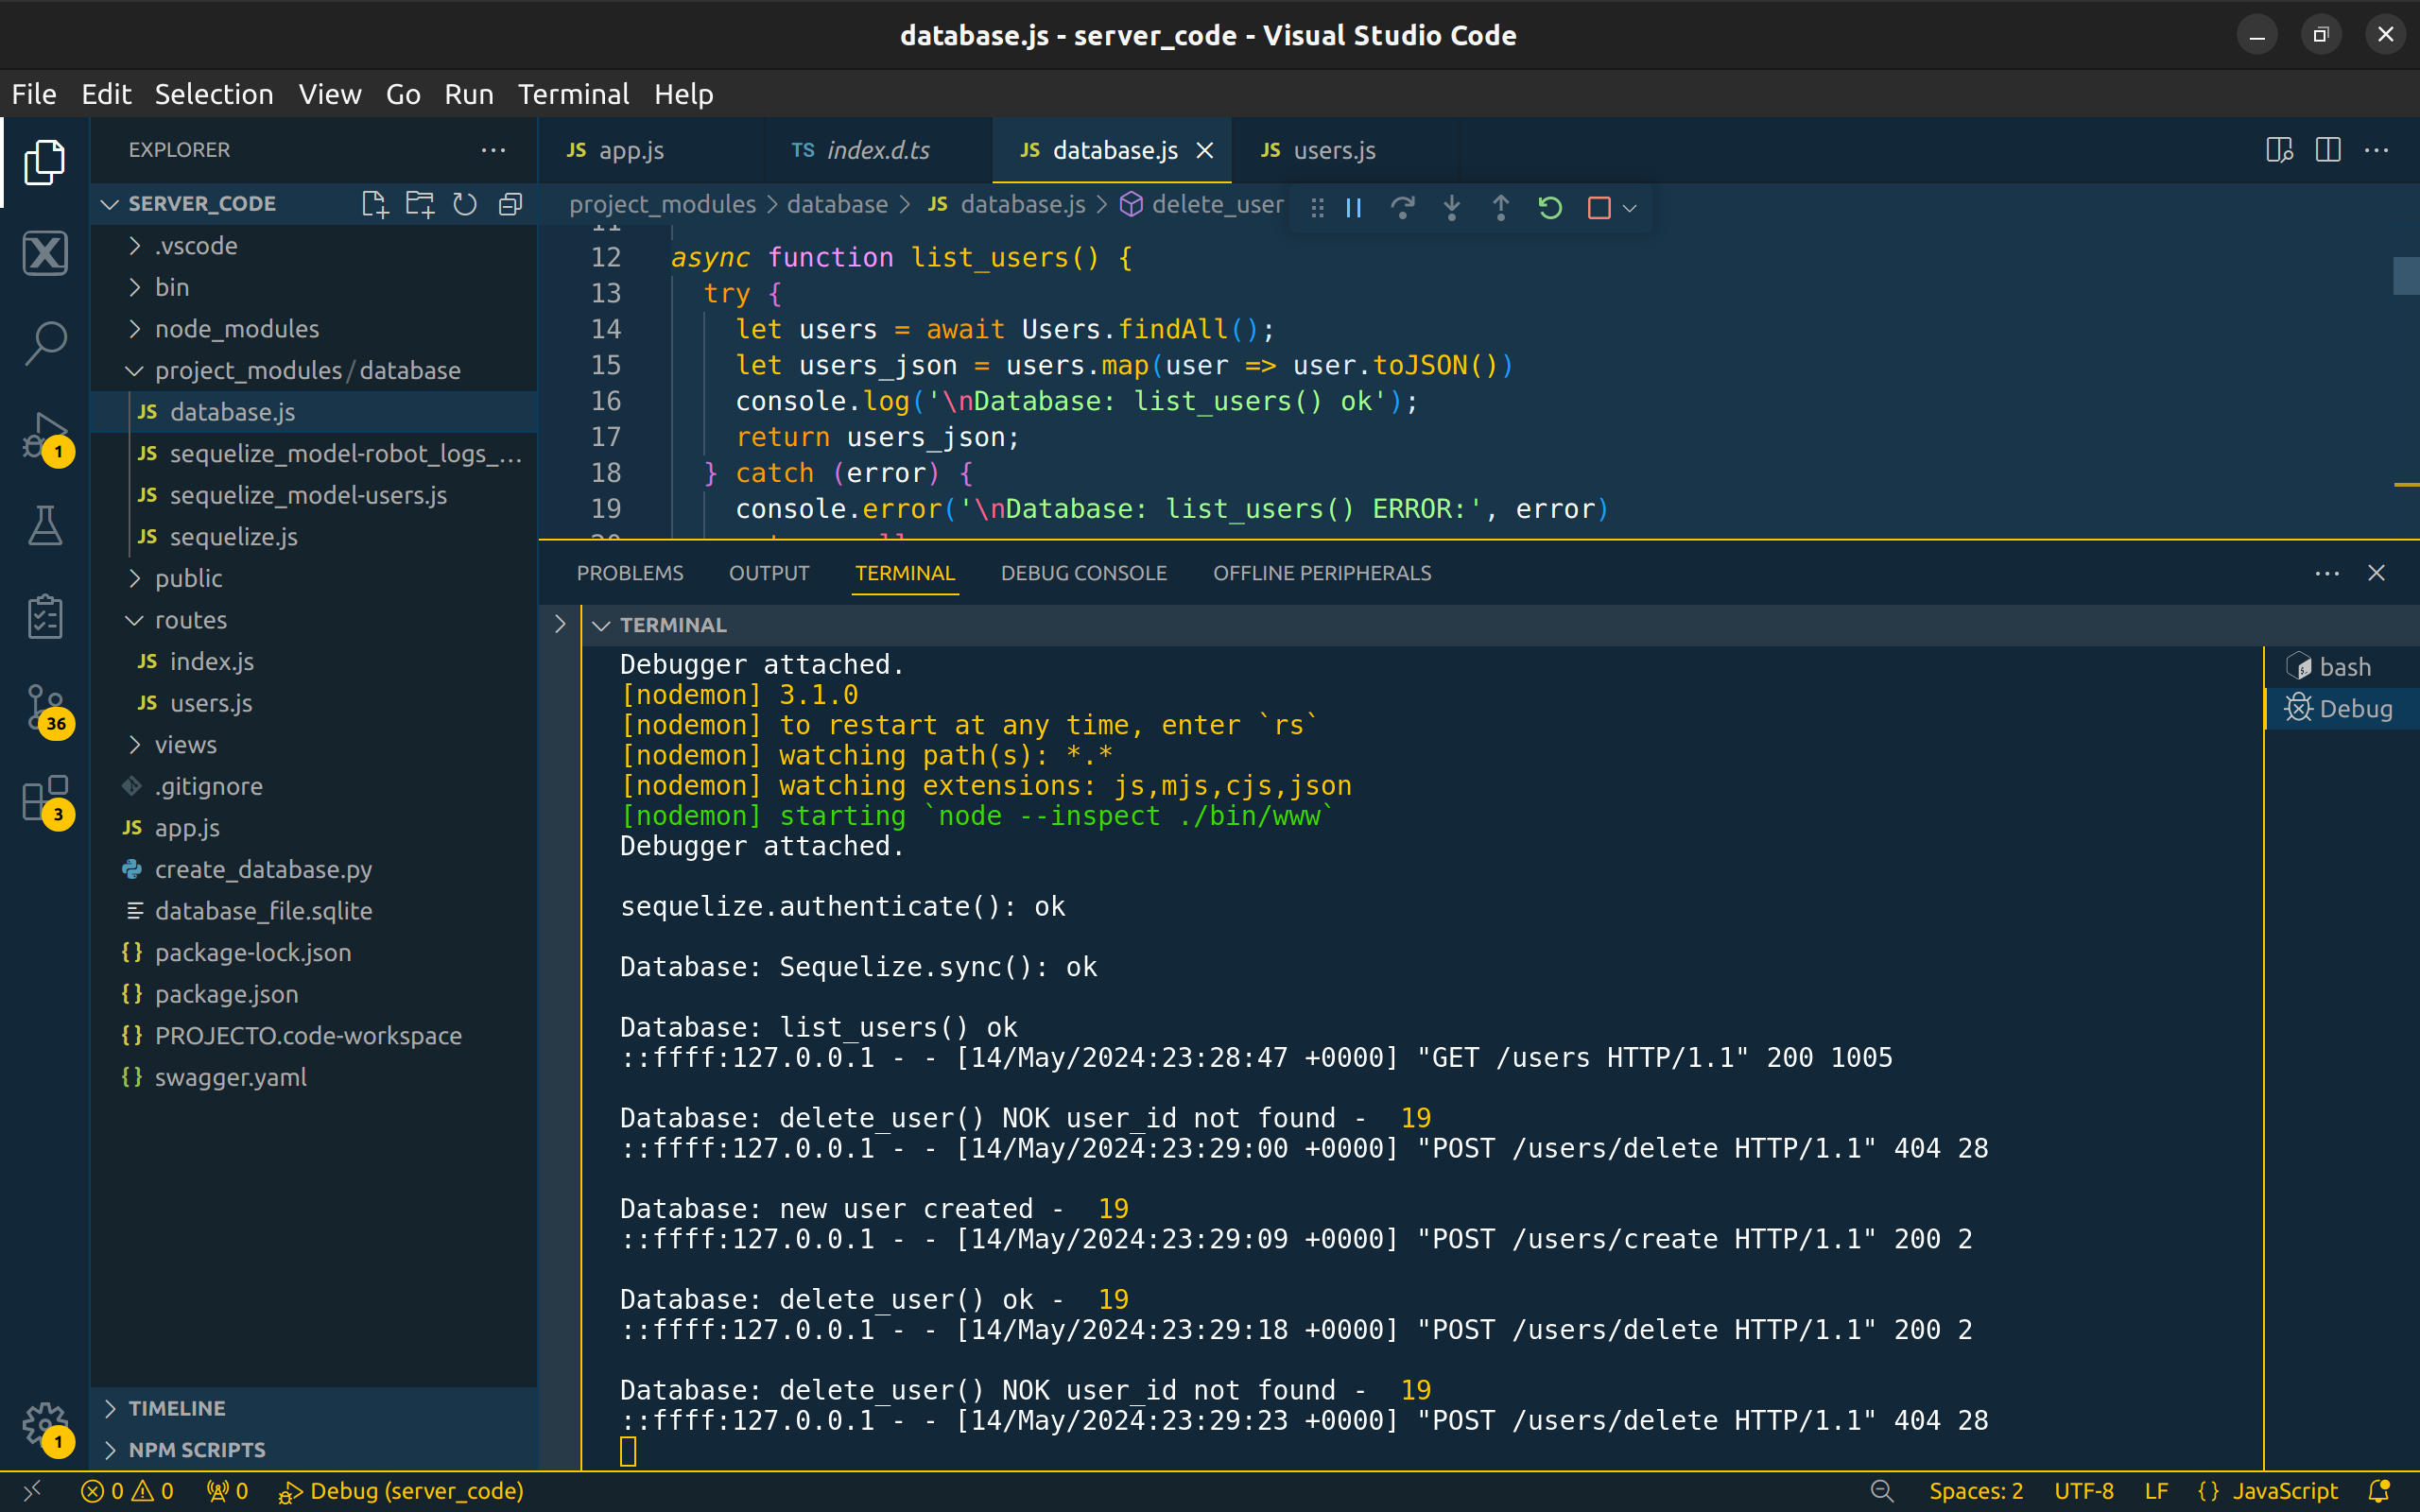 database.js - server_code - Visual Studio Code
File Edit Selection View Go Run Terminal Help
EXPLORER
SERVER_CODE
.vscode
bin
node_modules
project_modules/database
JS database.js
JS sequelize_model-robot_logs_...
JS sequelize_model-users.js
JS sequelize.js
public
routes
JS index.js
JS users.js
views
.gitignore
JS app.js
create_database.py
database_file.sqlite
{} package-lock.json
{} package.json
{} PROJECTO.code-workspace
{} swagger.yaml
TIMELINE
NPM SCRIPTS
1
36
3
1
JS app.js TS index.d.ts JS database.js JS users.js
project_modules > database > JS database.js > delete_user
11
12 async function list_users() {
13 try {
14 let users = await Users.findAll();
15 let users_json = users.map(user => user.toJSON())
16 console.log('\nDatabase: list_users() ok');
17 return users_json;
18 } catch (error) {
19 console.error('\nDatabase: list_users() ERROR:', error)
PROBLEMS OUTPUT TERMINAL DEBUG CONSOLE OFFLINE PERIPHERALS
TERMINAL
Debugger attached.
[nodemon] 3.1.0
[nodemon] to restart at any time, enter `rs`
[nodemon] watching path(s): *.*
[nodemon] watching extensions: js,mjs,cjs,json
[nodemon] starting `node --inspect ./bin/www`
Debugger attached.
sequelize.authenticate(): ok
Database: Sequelize.sync(): ok
Database: list_users() ok
::ffff:127.0.0.1 - - [14/May/2024:23:28:47 +0000] "GET /users HTTP/1.1" 200 1005
Database: delete_user() NOK user_id not found - 19
::ffff:127.0.0.1 - - [14/May/2024:23:29:00 +0000] "POST /users/delete HTTP/1.1" 404 28
Database: new user created - 19
::ffff:127.0.0.1 - - [14/May/2024:23:29:09 +0000] "POST /users/create HTTP/1.1" 200 2
Database: delete_user() ok - 19
::ffff:127.0.0.1 - - [14/May/2024:23:29:18 +0000] "POST /users/delete HTTP/1.1" 200 2
Database: delete_user() NOK user_id not found - 19
::ffff:127.0.0.1 - - [14/May/2024:23:29:23 +0000] "POST /users/delete HTTP/1.1" 404 28
bash
Debug
0 0 0 Debug (server_code) Spaces: 2 UTF-8 LF {} JavaScript